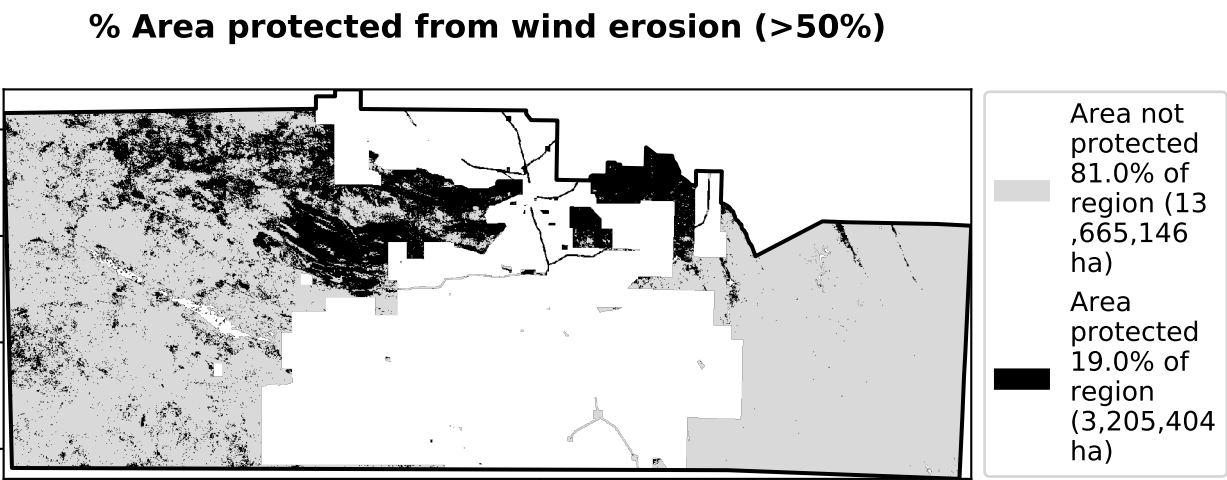 % Area protected from wind erosion (>50%)
Area not
protected
81.0% of
region (13
,665,146
ha)
Area
protected
19.0% of
region
(3,205,404
ha)